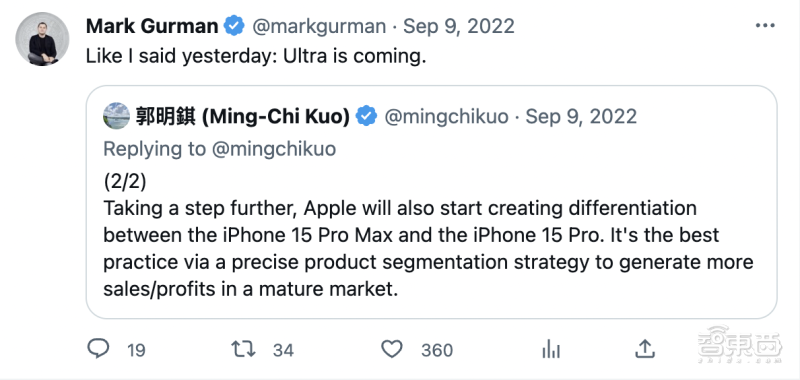 Mark Gurman @markgurman · Sep 9, 2022
Like I said yesterday: Ultra is coming.
郭明錤 (Ming-Chi Kuo) @mingchikuo · Sep 9, 2022
Replying to @mingchikuo
(2/2)
Taking a step further, Apple will also start creating differentiation
between the iPhone 15 Pro Max and the iPhone 15 Pro. It's the best
practice via a precise product segmentation strategy to generate more
sales/profits in a mature market.
19 34 360
智東西